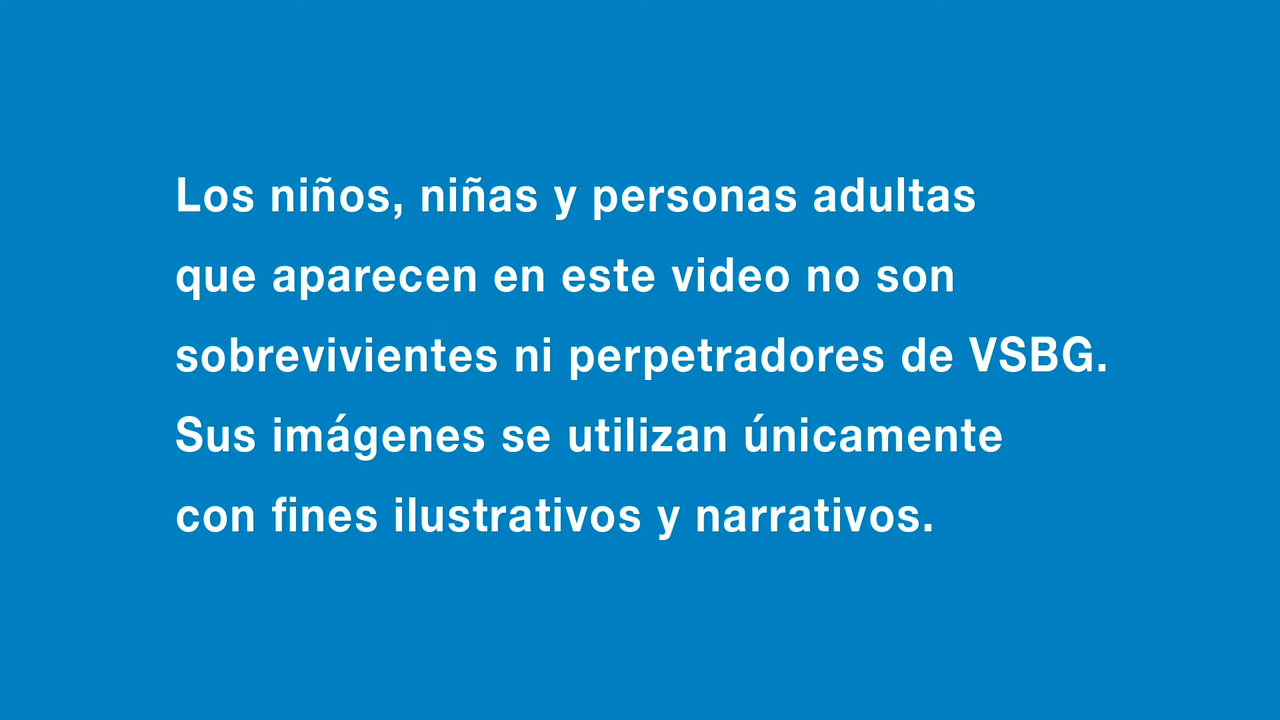 Los niños, niñas y personas adultas
que aparecen en este video no son
sobrevivientes ni perpetradores de VSBG.
Sus imágenes se utilizan únicamente
con fines ilustrativos y narrativos.